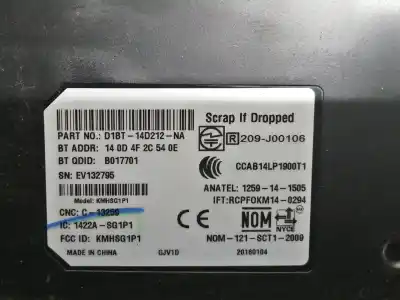 Scrap If Dropped
PART NO.: D1BT-14D212-NA
R 209-J00106
BT ADDR: 14 0D 4F 2C 54 0E
BT QDID: B017701
CCAB14LP1900T1
SN: EV132795
ANATEL: 1259-14-1505
Model: KMHSG1P1
IFT:RCPFOKM14-0294
CNC: C-13299
IC: 1422A-SG1P1
CE
NOM
NYCE
FCC ID: KMHSG1P1
NOM-121-SCT1-2009
MADE IN CHINA
GJV1D
20160104